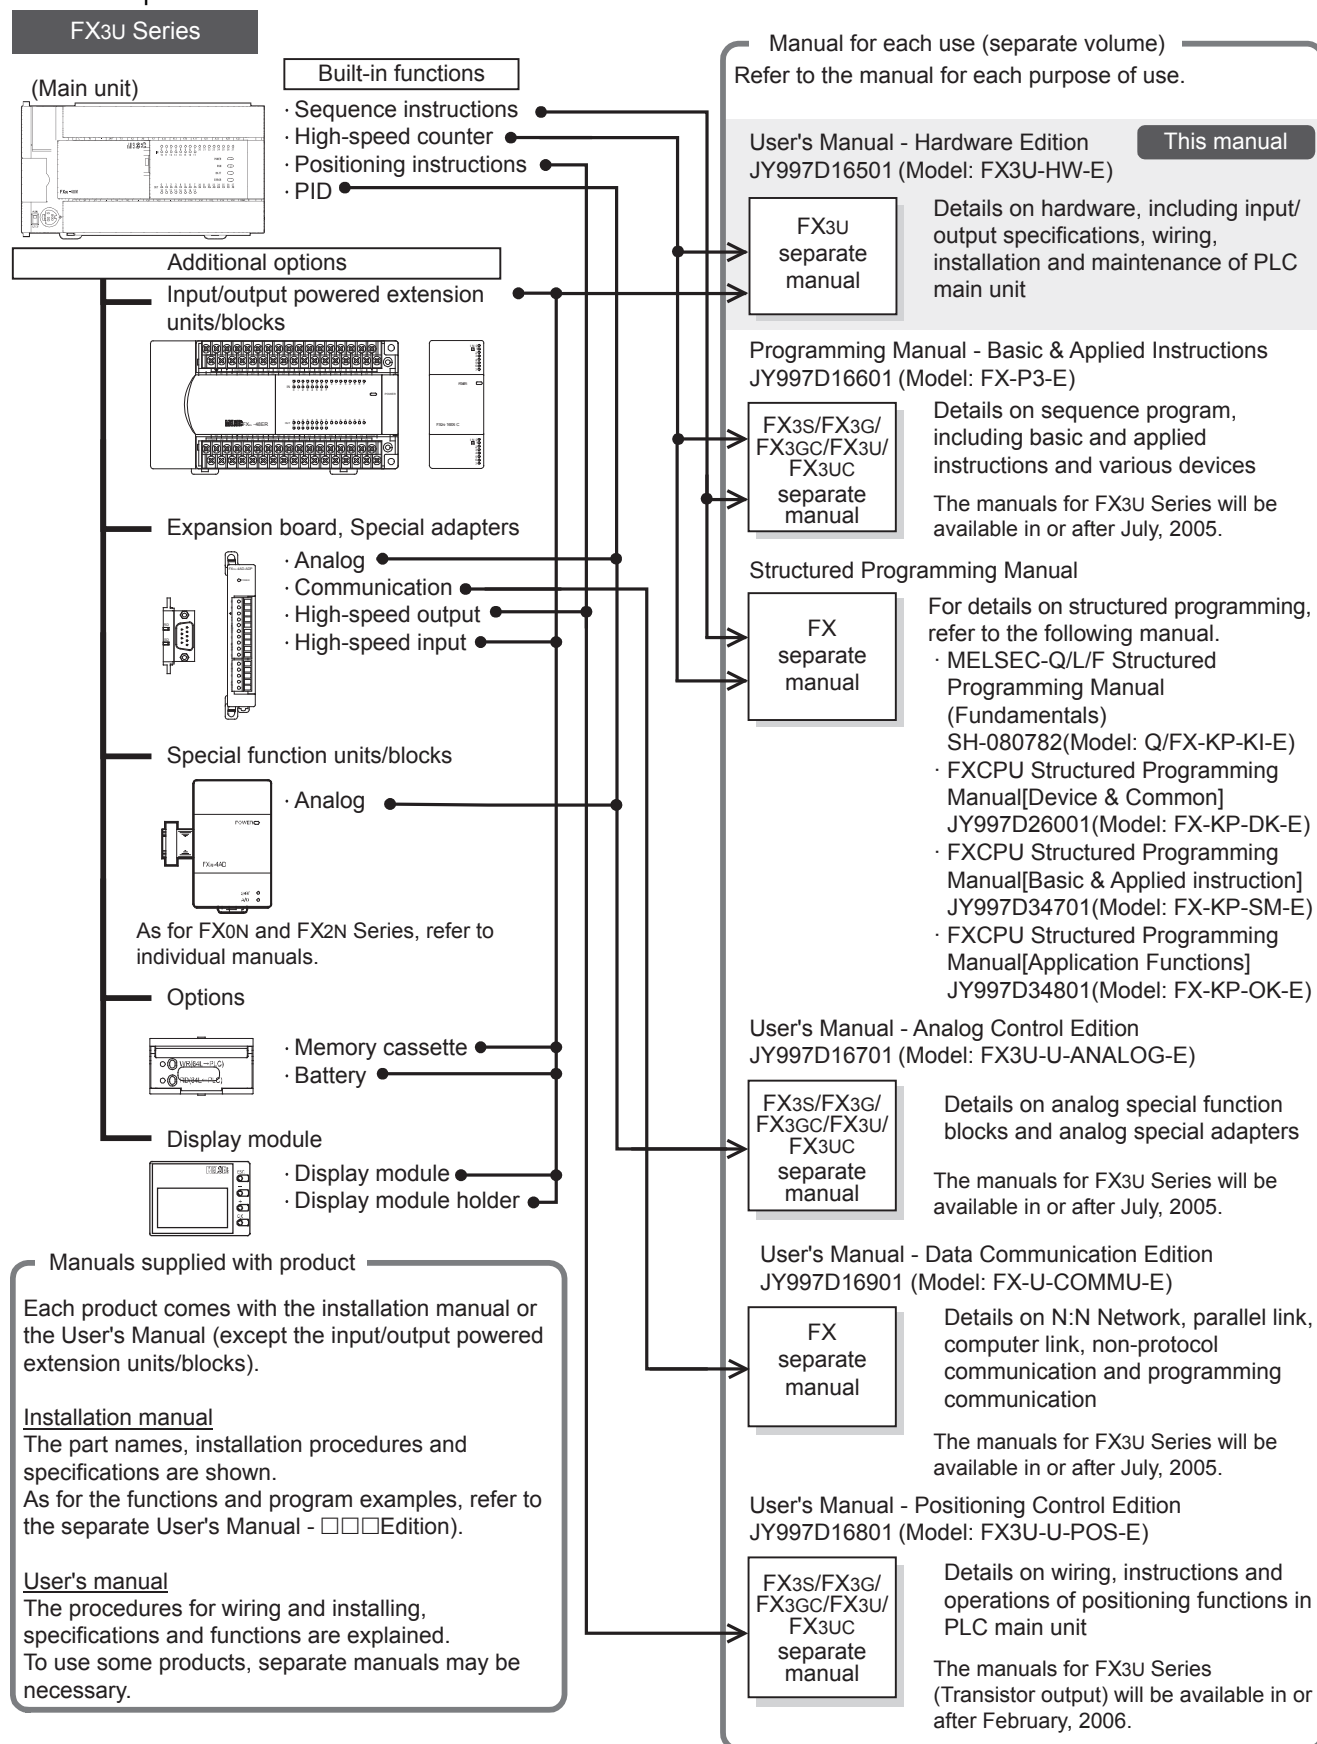 FX3U Series
(Main unit)
Built-in functions
· Sequence instructions
· High-speed counter
· Positioning instructions
· PID
Additional options
Input/output powered extension
units/blocks
Expansion board, Special adapters
· Analog
· Communication
· High-speed output
· High-speed input
Special function units/blocks
· Analog
POWER
As for FX0N and FX2N Series, refer to
individual manuals.
Options
· Memory cassette
· Battery
Display module
· Display module
· Display module holder
Manuals supplied with product
Each product comes with the installation manual or
the User's Manual (except the input/output powered
extension units/blocks).
Installation manual
The part names, installation procedures and
specifications are shown.
As for the functions and program examples, refer to
the separate User's Manual - □□□Edition).
User's manual
The procedures for wiring and installing,
specifications and functions are explained.
To use some products, separate manuals may be
necessary.
Manual for each use (separate volume)
Refer to the manual for each purpose of use.
User's Manual - Hardware Edition
This manual
JY997D16501 (Model: FX3U-HW-E)
FX3U
separate
manual
Details on hardware, including input/
output specifications, wiring,
installation and maintenance of PLC
main unit
Programming Manual - Basic & Applied Instructions
JY997D16601 (Model: FX-P3-E)
FX3S/FX3G/
FX3GC/FX3U/
FX3UC
separate
manual
Details on sequence program,
including basic and applied
instructions and various devices
The manuals for FX3U Series will be
available in or after July, 2005.
Structured Programming Manual
FX
separate
manual
For details on structured programming,
refer to the following manual.
· MELSEC-Q/L/F Structured
Programming Manual
(Fundamentals)
SH-080782(Model: Q/FX-KP-KI-E)
· FXCPU Structured Programming
Manual[Device & Common]
JY997D26001(Model: FX-KP-DK-E)
· FXCPU Structured Programming
Manual[Basic & Applied instruction]
JY997D34701(Model: FX-KP-SM-E)
· FXCPU Structured Programming
Manual[Application Functions]
JY997D34801(Model: FX-KP-OK-E)
User's Manual - Analog Control Edition
JY997D16701 (Model: FX3U-U-ANALOG-E)
FX3S/FX3G/
FX3GC/FX3U/
FX3UC
separate
manual
Details on analog special function
blocks and analog special adapters
The manuals for FX3U Series will be
available in or after July, 2005.
User's Manual - Data Communication Edition
JY997D16901 (Model: FX-U-COMMU-E)
FX
separate
manual
Details on N:N Network, parallel link,
computer link, non-protocol
communication and programming
communication
The manuals for FX3U Series will be
available in or after July, 2005.
User's Manual - Positioning Control Edition
JY997D16801 (Model: FX3U-U-POS-E)
FX3S/FX3G/
FX3GC/FX3U/
FX3UC
separate
manual
Details on wiring, instructions and
operations of positioning functions in
PLC main unit
The manuals for FX3U Series
(Transistor output) will be available in or
after February, 2006.